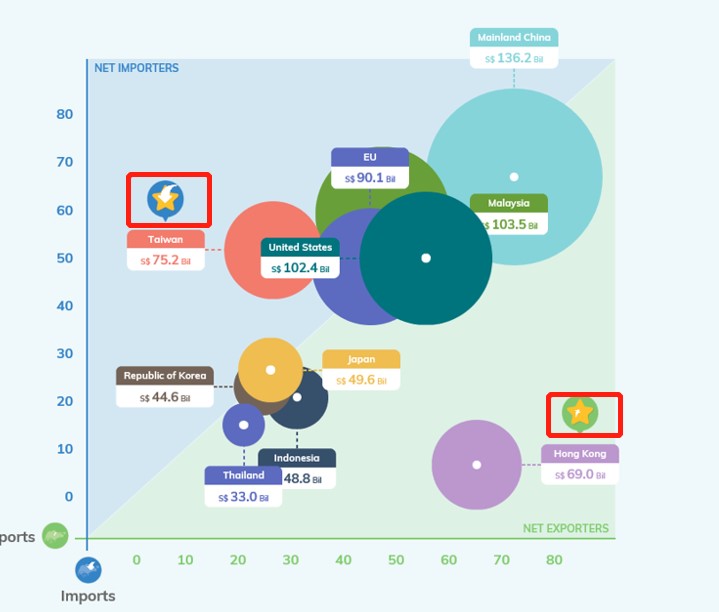 Mainland China
S$ 136.2 Bil
NET IMPORTERS
80
70
60
50
40
30
20
10
0
EU
S$ 90.1 Bil
Malaysia
S$ 103.5 Bil
Taiwan
S$ 75.2 Bil
United States
S$ 102.4 Bil
Japan
S$ 49.6 Bil
Republic of Korea
S$ 44.6 Bil
Indonesia
48.8 Bil
Thailand
S$ 33.0 Bil
Hong Kong
S$ 69.0 Bil
NET EXPORTERS
ports
0 10 20 30 40 50 60 70 80
Imports